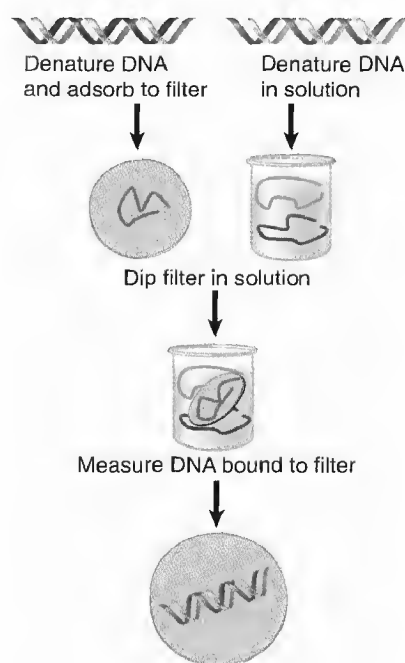 Denature DNA
and adsorb to filter
Denature DNA
in solution
Dip filter in solution
Measure DNA bound to filter